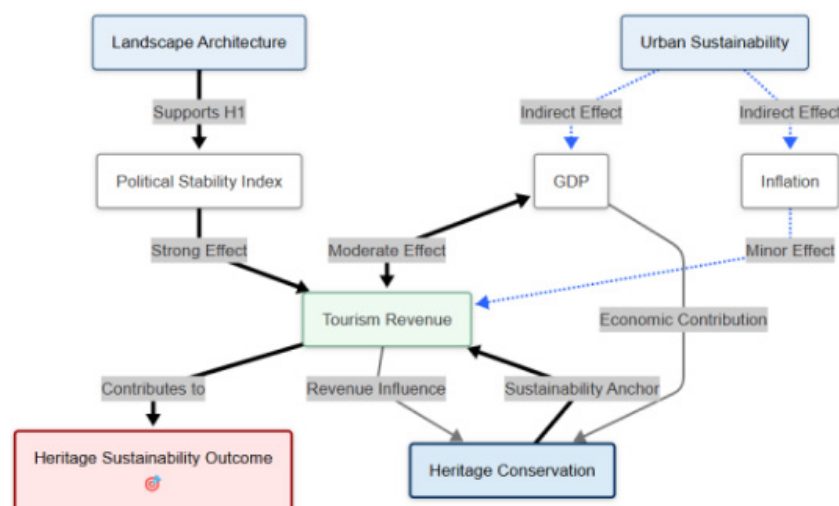 Landscape Architecture
Urban Sustainability
Supports H1
Indirect Effect
Indirect Effect
Political Stability Index
GDP
Inflation
Strong Effect
Moderate Effect
Minor Effect
Tourism Revenue
Economic Contribution
Contributes to
Revenue Influence
Sustainability Anchor
Heritage Sustainability Outcome
Heritage Conservation